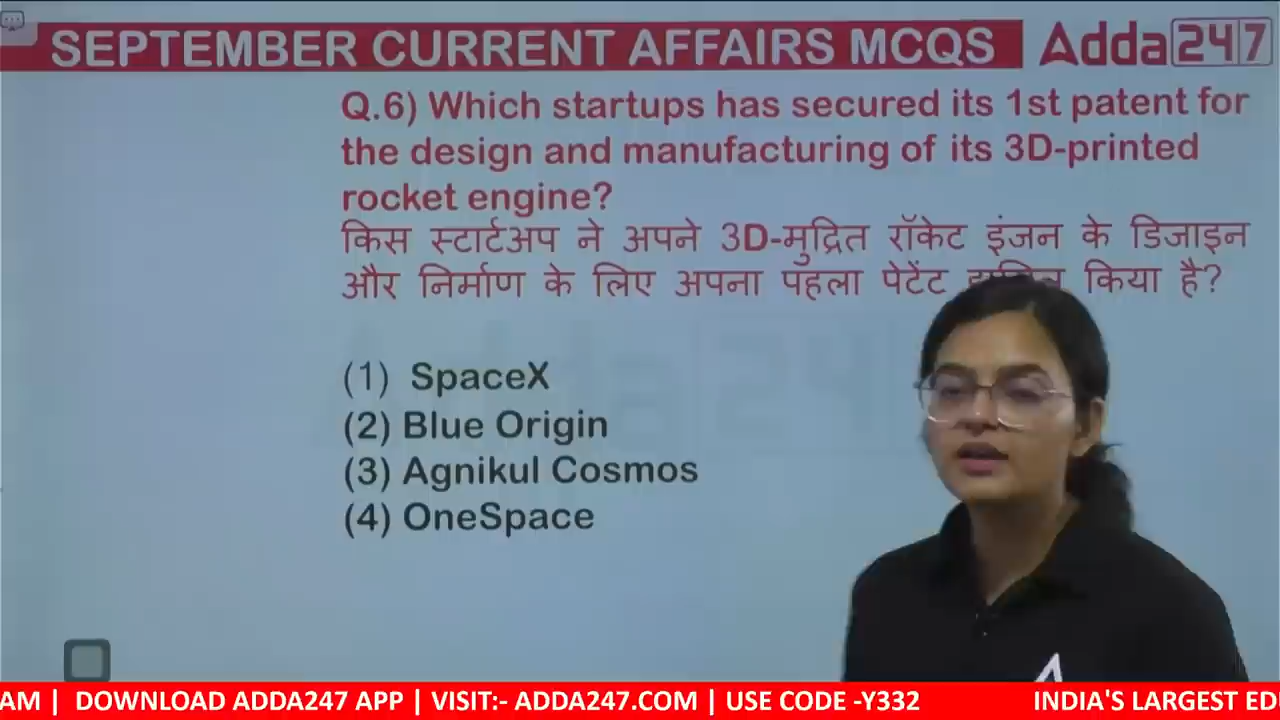 SEPTEMBER CURRENT AFFAIRS MCQS
Adda247
Q.6) Which startups has secured its 1st patent for
the design and manufacturing of its 3D-printed
rocket engine?
किस स्टार्टअप ने अपने 3D-मुद्रित रॉकेट इंजन के डिजाइन
और निर्माण के लिए अपना पहला पेटेंट किया है?
(1) SpaceX
(2) Blue Origin
(3) Agnikul Cosmos
(4) OneSpace
AM | DOWNLOAD ADDA247 APP | VISIT:- ADDA247.COM | USE CODE -Y332 INDIA'S LARGEST ED